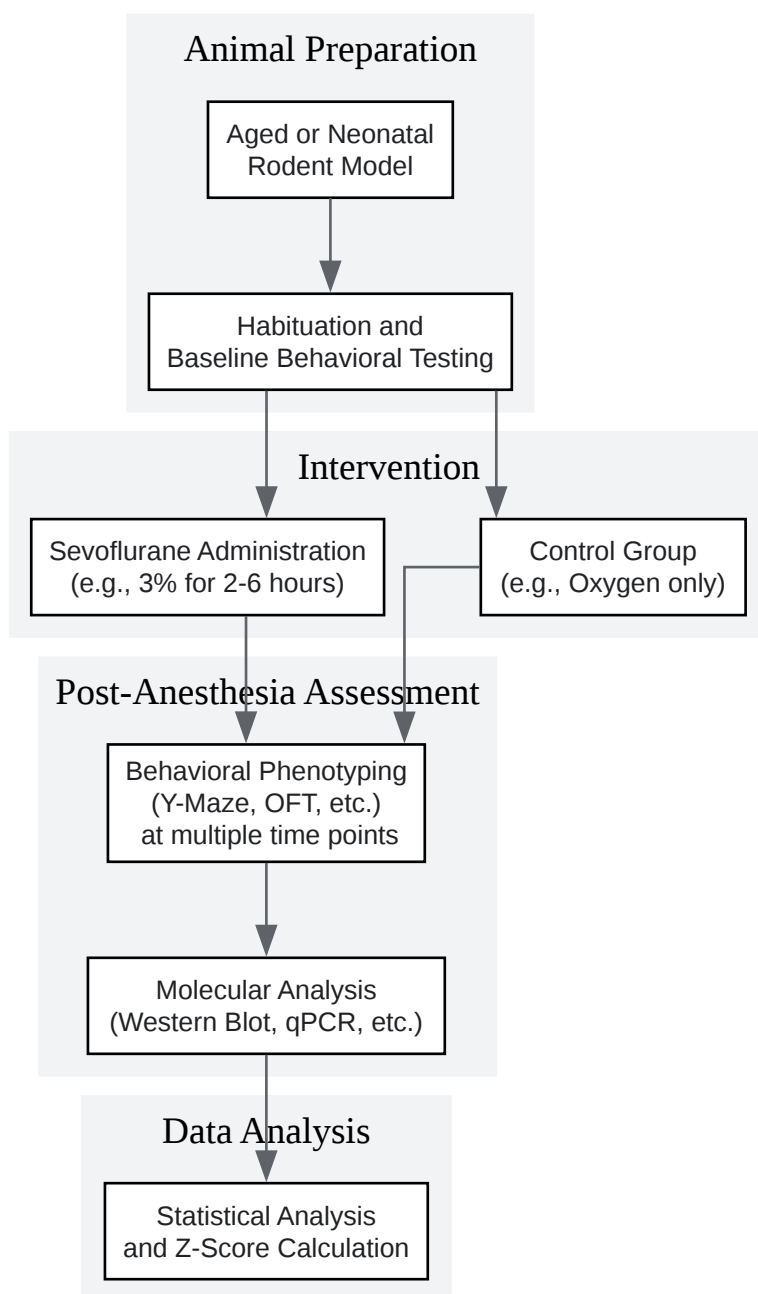 Animal Preparation
Aged or Neonatal
Rodent Model
Habituation and
Baseline Behavioral Testing
Intervention
Sevoflurane Administration
(e.g., 3% for 2-6 hours)
Control Group
(e.g., Oxygen only)
Post-Anesthesia Assessment
Behavioral Phenotyping
(Y-Maze, OFT, etc.)
at multiple time points
Molecular Analysis
(Western Blot, qPCR, etc.)
Data Analysis
Statistical Analysis
and Z-Score Calculation